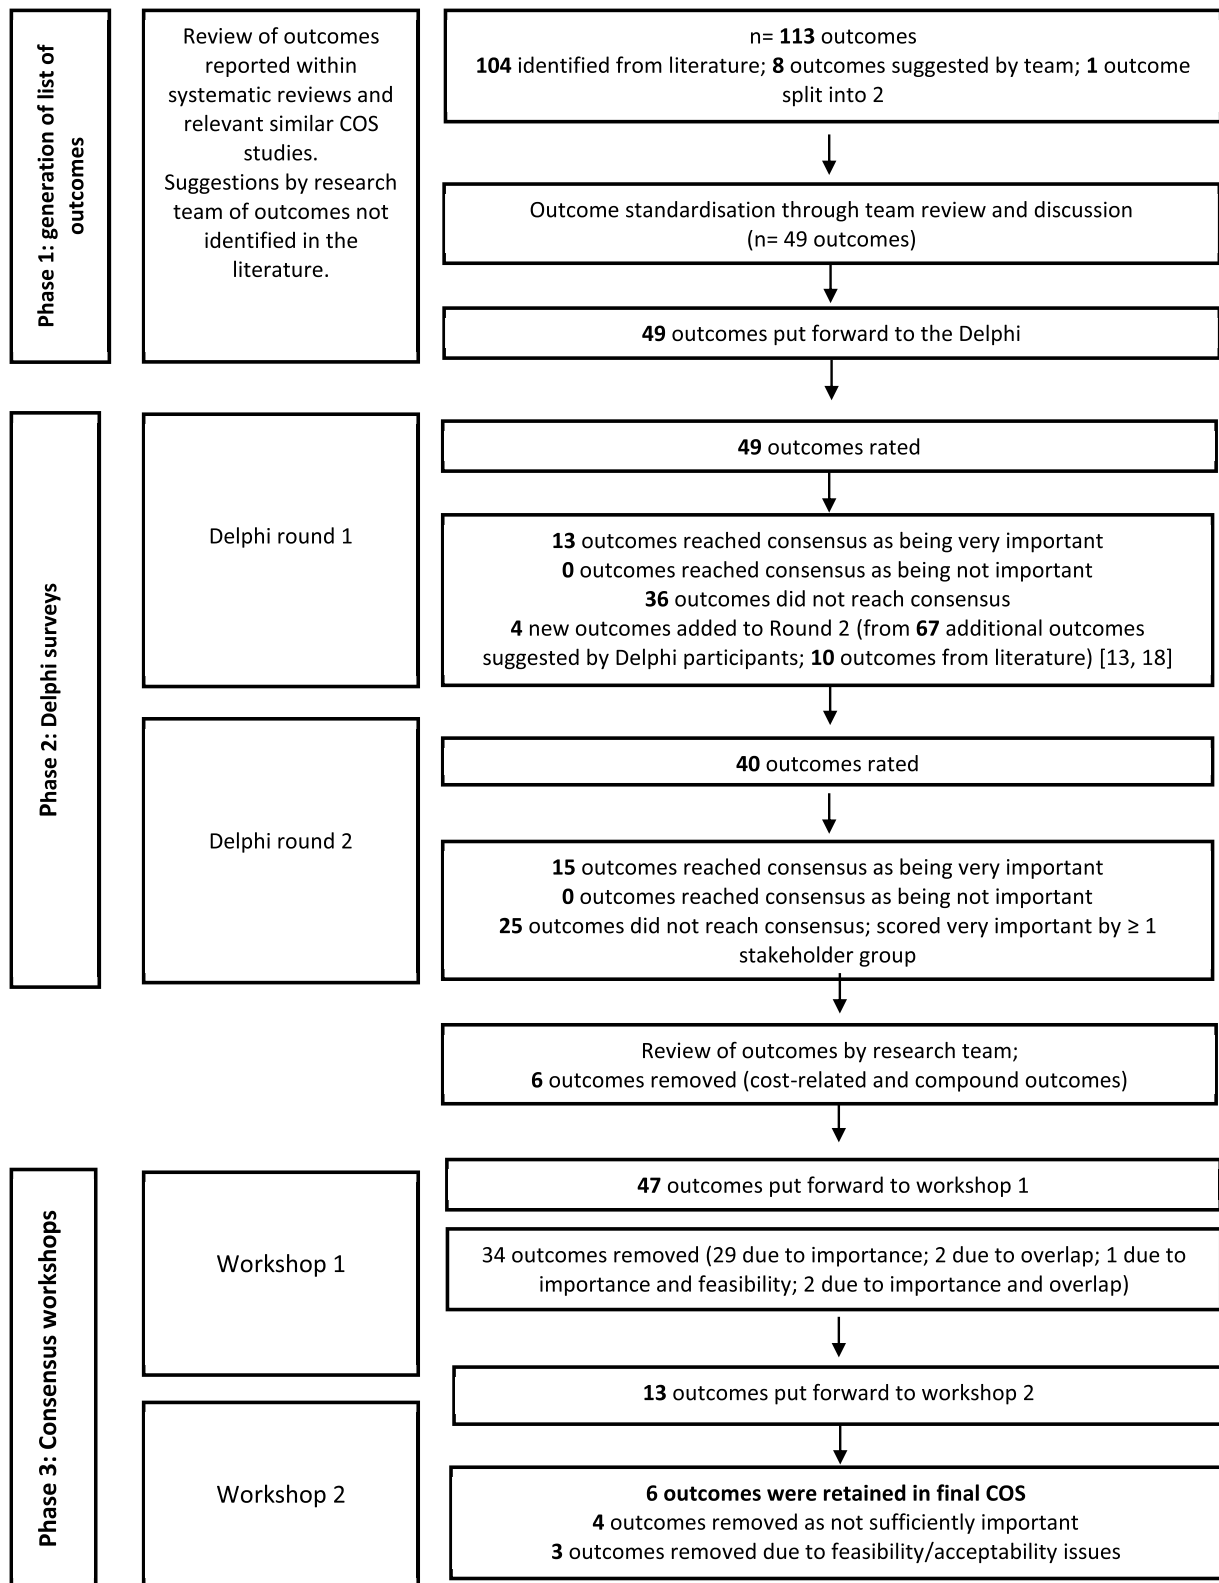 Phase 1: generation of list of
outcomes
Review of outcomes
reported within
systematic reviews and
relevant similar COS
studies.
Suggestions by research
team of outcomes not
identified in the
literature.
n= 113 outcomes
104 identified from literature; 8 outcomes suggested by team; 1 outcome
split into 2
Outcome standardisation through team review and discussion
(n= 49 outcomes)
49 outcomes put forward to the Delphi
Phase 2: Delphi surveys
Delphi round 1
49 outcomes rated
13 outcomes reached consensus as being very important
0 outcomes reached consensus as being not important
36 outcomes did not reach consensus
4 new outcomes added to Round 2 (from 67 additional outcomes
suggested by Delphi participants; 10 outcomes from literature) [13, 18]
Delphi round 2
40 outcomes rated
15 outcomes reached consensus as being very important
0 outcomes reached consensus as being not important
25 outcomes did not reach consensus; scored very important by ≥ 1
stakeholder group
Review of outcomes by research team;
6 outcomes removed (cost-related and compound outcomes)
Phase 3: Consensus workshops
Workshop 1
47 outcomes put forward to workshop 1
34 outcomes removed (29 due to importance; 2 due to overlap; 1 due to
importance and feasibility; 2 due to importance and overlap)
Workshop 2
13 outcomes put forward to workshop 2
6 outcomes were retained in final COS
4 outcomes removed as not sufficiently important
3 outcomes removed due to feasibility/acceptability issues